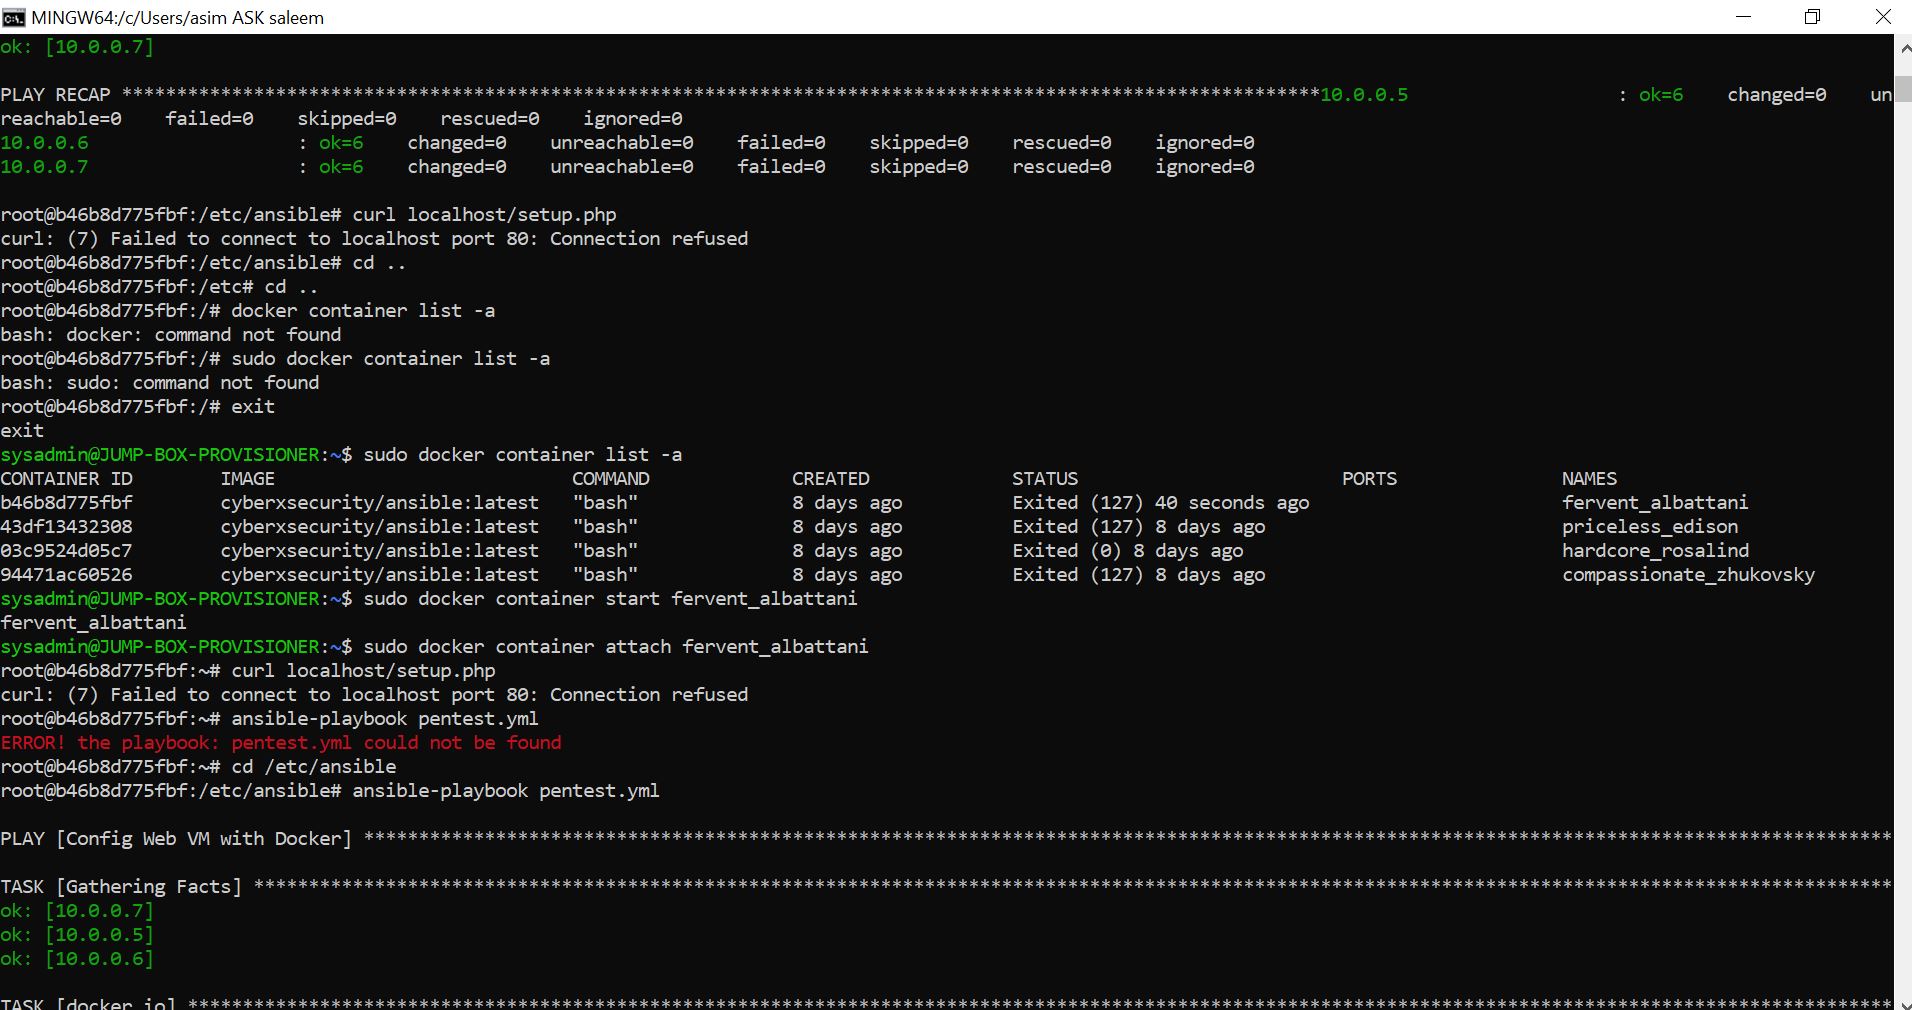 MINGW64:/c/Users/asim ASK saleem
ok: [10.0.0.7]
PLAY RECAP *************************************************************************************************************10.0.0.5                   : ok=6    changed=0    un
reachable=0    failed=0    skipped=0    rescued=0    ignored=0
10.0.0.6                   : ok=6    changed=0    unreachable=0    failed=0    skipped=0    rescued=0    ignored=0
10.0.0.7                   : ok=6    changed=0    unreachable=0    failed=0    skipped=0    rescued=0    ignored=0
root@b46b8d775fbf:/etc/ansible# curl localhost/setup.php
curl: (7) Failed to connect to localhost port 80: Connection refused
root@b46b8d775fbf:/etc/ansible# cd ..
root@b46b8d775fbf:/etc# cd ..
root@b46b8d775fbf:/# docker container list -a
bash: docker: command not found
root@b46b8d775fbf:/# sudo docker container list -a
bash: sudo: command not found
root@b46b8d775fbf:/# exit
exit
sysadmin@JUMP-BOX-PROVISIONER:~$ sudo docker container list -a
CONTAINER ID        IMAGE                           COMMAND             CREATED             STATUS                        PORTS               NAMES
b46b8d775fbf        cyberxsecurity/ansible:latest   "bash"              8 days ago          Exited (127) 40 seconds ago                       fervent_albattani
43df13432308        cyberxsecurity/ansible:latest   "bash"              8 days ago          Exited (127) 8 days ago                           priceless_edison
03c9524d05c7        cyberxsecurity/ansible:latest   "bash"              8 days ago          Exited (0) 8 days ago                             hardcore_rosalind
94471ac60526        cyberxsecurity/ansible:latest   "bash"              8 days ago          Exited (127) 8 days ago                           compassionate_zhukovsky
sysadmin@JUMP-BOX-PROVISIONER:~$ sudo docker container start fervent_albattani
fervent_albattani
sysadmin@JUMP-BOX-PROVISIONER:~$ sudo docker container attach fervent_albattani
root@b46b8d775fbf:~# curl localhost/setup.php
curl: (7) Failed to connect to localhost port 80: Connection refused
root@b46b8d775fbf:~# ansible-playbook pentest.yml
ERROR! the playbook: pentest.yml could not be found
root@b46b8d775fbf:~# cd /etc/ansible
root@b46b8d775fbf:/etc/ansible# ansible-playbook pentest.yml
PLAY [Config Web VM with Docker] *******************************************************************************************************************************************
TASK [Gathering Facts] *****************************************************************************************************************************************************
ok: [10.0.0.7]
ok: [10.0.0.5]
ok: [10.0.0.6]
TASK [docker.io] ***********************************************************************************************************************************************************